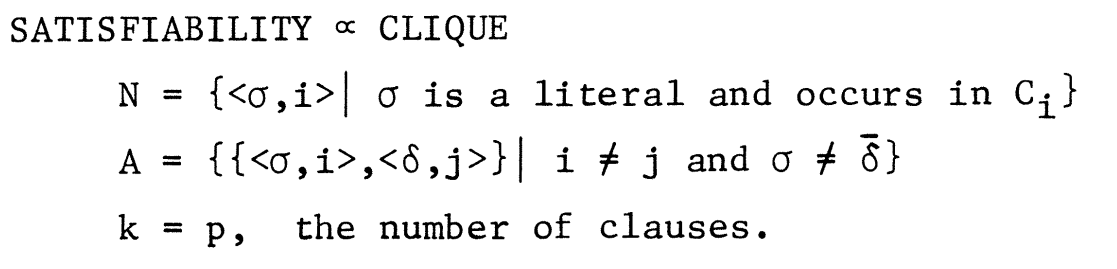 SATISFIABILITY ∝ CLIQUE
N = {<σ,i>| σ is a literal and occurs in Cᵢ}
A = {{<σ,i>,<δ,j>}| i ≠ j and σ ≠ δ̄}
k = p, the number of clauses.